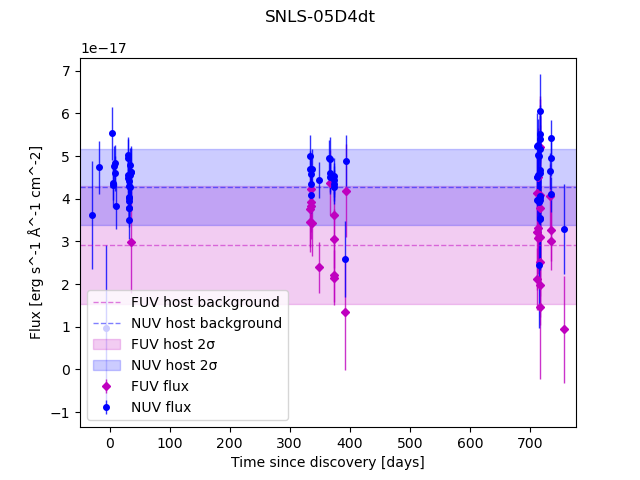 SNLS-05D4dt
1e−17
7
6
5
4
3
2
1
0
−1
Flux [erg s^-1 Å^-1 cm^-2]
FUV host background
NUV host background
FUV host 2σ
NUV host 2σ
FUV flux
NUV flux
0 100 200 300 400 500 600 700
Time since discovery [days]